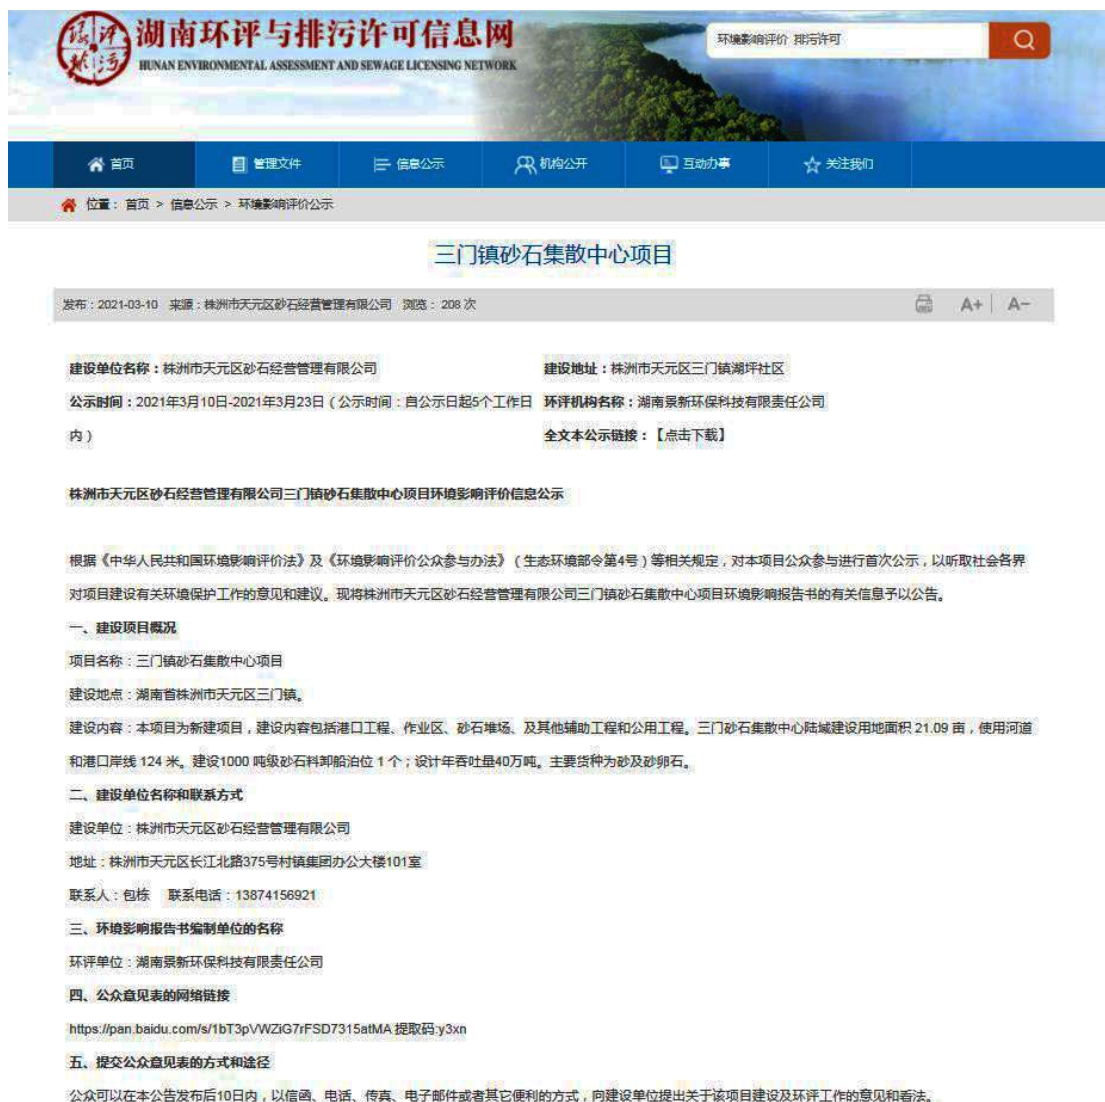 湖南环评与排污许可信息网
HUNAN ENVIRONMENTAL ASSESSMENT AND SEWAGE LICENSING NETWORK
环境影响评价 排污许可
首页 管理文件 信息公示 机构公开 互动办事 关注我们
位置： 首页 > 信息公示 > 环境影响评价公示
三门镇砂石集散中心项目
发布：2021-03-10 来源：株洲市天元区砂石经营管理有限公司 浏览：208 次 A+ A-
建设单位名称：株洲市天元区砂石经营管理有限公司 建设地址：株洲市天元区三门镇湖坪社区
公示时间：2021年3月10日-2021年3月23日（公示时间：自公示日起5个工作日 环评机构名称：湖南景新环保科技有限责任公司
内） 全文本公示链接：【点击下载】
株洲市天元区砂石经营管理有限公司三门镇砂石集散中心项目环境影响评价信息公示
根据《中华人民共和国环境影响评价法》及《环境影响评价公众参与办法》（生态环境部令第4号）等相关规定，对本项目公众参与进行首次公示，以听取社会各界
对项目建设有关环境保护工作的意见和建议。现将株洲市天元区砂石经营管理有限公司三门镇砂石集散中心项目环境影响报告书的有关信息予以公告。
一、建设项目概况
项目名称：三门镇砂石集散中心项目
建设地点：湖南省株洲市天元区三门镇。
建设内容：本项目为新建项目，建设内容包括港口工程、作业区、砂石堆场、及其他辅助工程和公用工程。三门砂石集散中心陆域建设用地面积 21.09 亩，使用河道
和港口岸线 124 米。建设1000 吨级砂石料卸船泊位 1 个；设计年吞吐量40万吨。主要货种为砂及砂卵石。
二、建设单位名称和联系方式
建设单位：株洲市天元区砂石经营管理有限公司
地址：株洲市天元区长江北路375号村镇集团办公大楼101室
联系人：包栋 联系电话：13874156921
三、环境影响报告书编制单位的名称
环评单位：湖南景新环保科技有限责任公司
四、公众意见表的网络链接
https://pan.baidu.com/s/1bT3pVWZiG7rFSD7315atMA 提取码:y3xn
五、提交公众意见表的方式和途径
公众可以在本公告发布后10日内，以信函、电话、传真、电子邮件或者其它便利的方式，向建设单位提出关于该项目建设及环评工作的意见和看法。